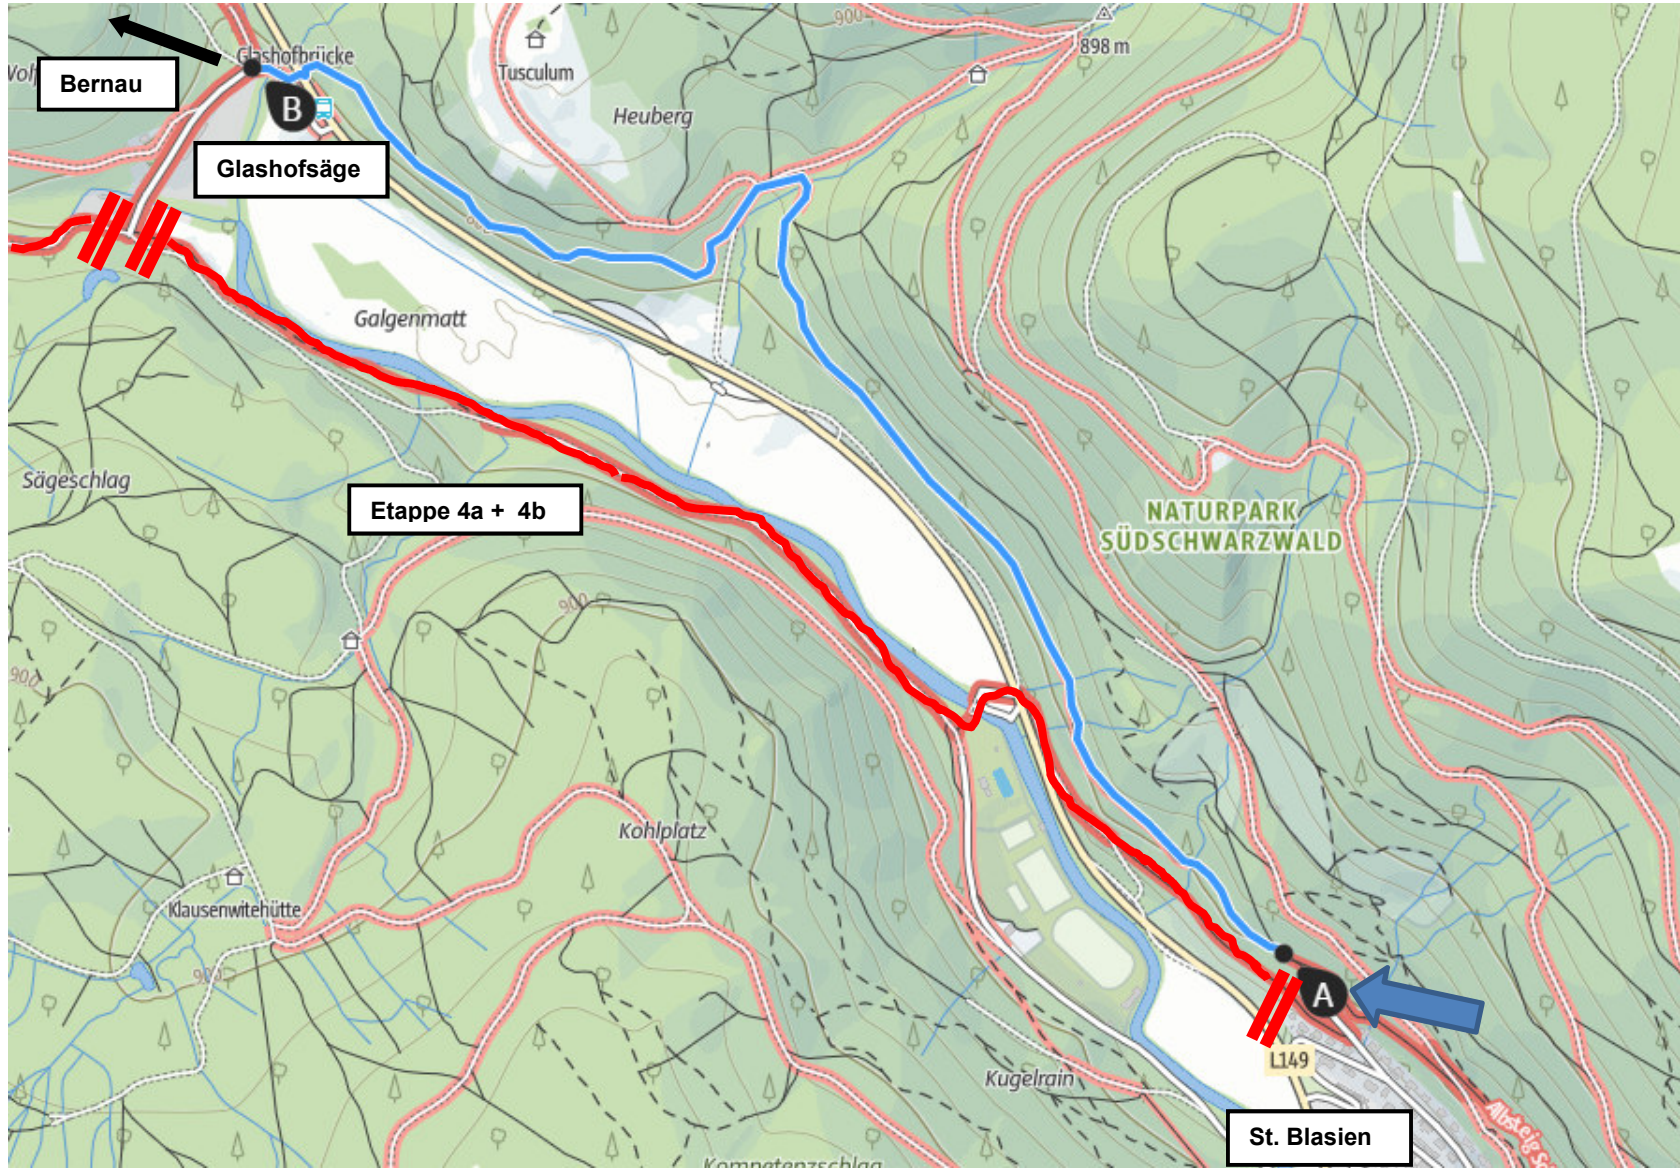 900
898 m
Glashofbrücke
Bernau
Tusculum
B
Heuberg
Glashofsäge
Galgenmatt
Sägeschlag
Etappe 4a + 4b
NATURPARK
SÜDSCHWARZWALD
900
900
Kohlplatz
Klausenwitehütte
900
A
L149
Kugelrain
St. Blasien
Albsteig
Kompetenzschlag